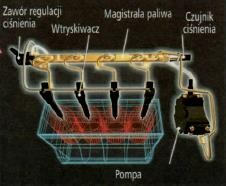 Zawór regulacji
ciśnienia
Wtryskiwacz
Magistrala paliwa
Czujnik
ciśnienia
Pompa